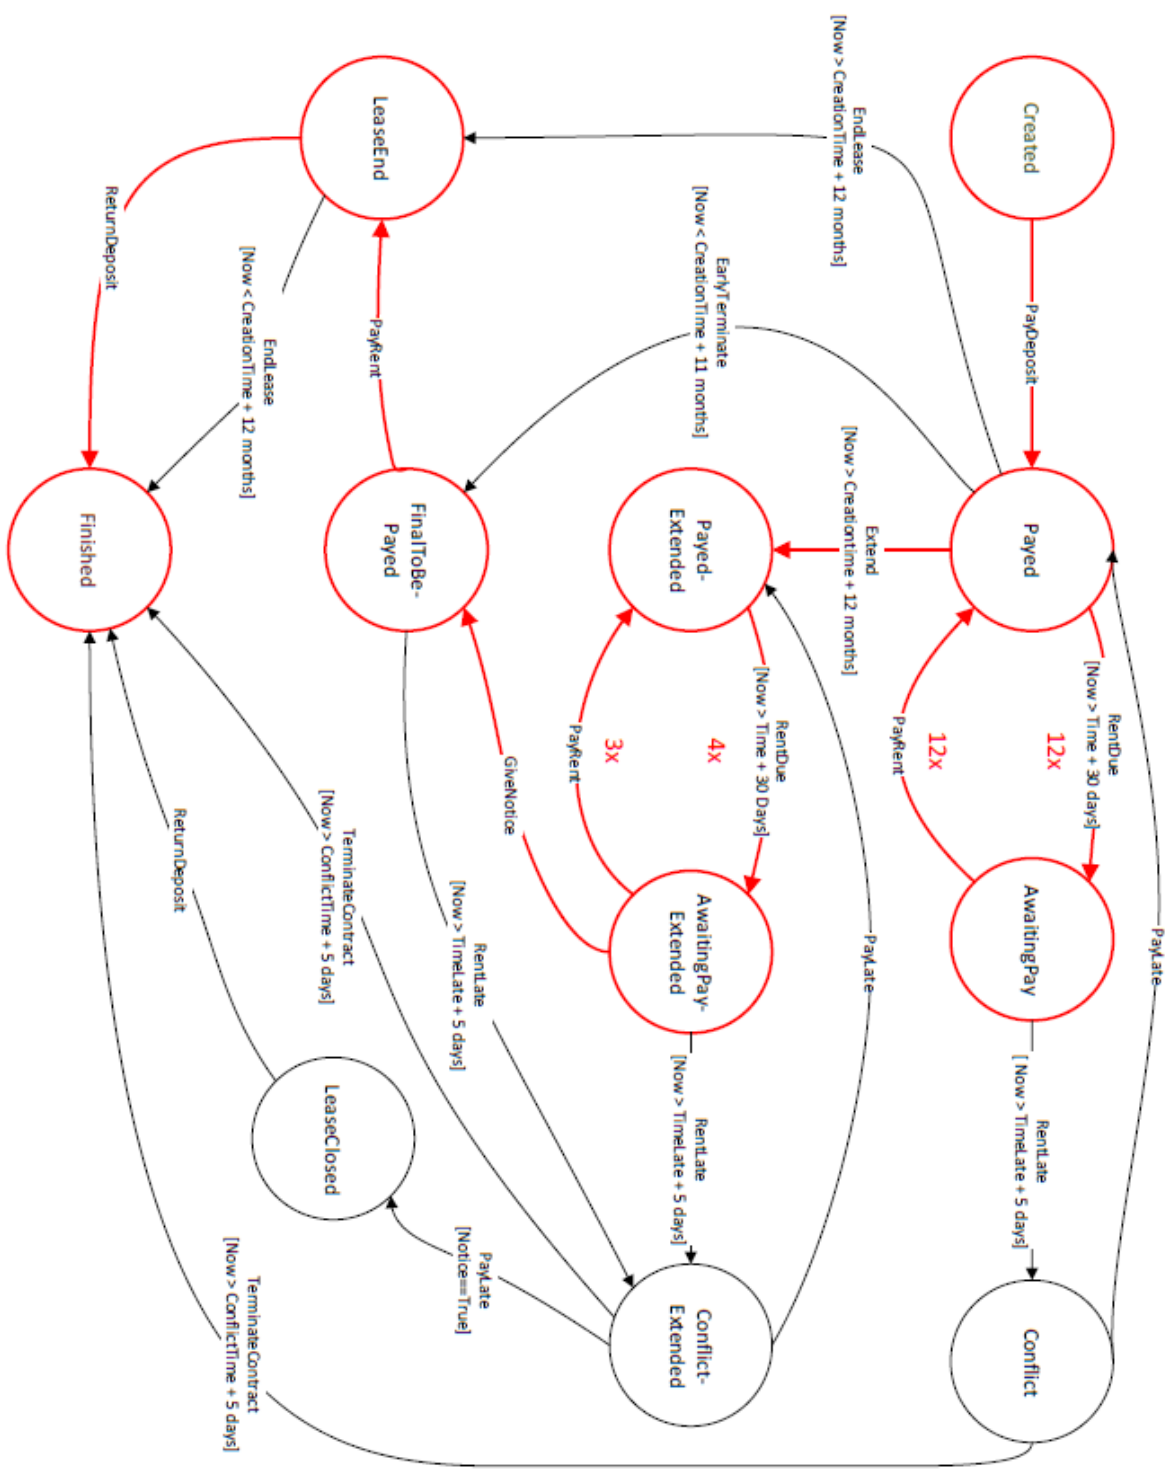 Created
PayDeposit
Payed
[Now > Time + 30 days]
RentDue
12x
12x
PayRent
AwaitingPay
[ Now > TimeLate + 5 days]
RentLate
Conflict
PayLate
EndLease
[Now > CreationTime + 12 months]
Extend
[Now > Creationtime + 12 months]
EarlyTerminate
[Now < CreationTime + 11 months]
Payed-
Extended
RentDue
[Now > Time + 30 Days]
4x
3x
PayRent
AwaitingPay-
Extended
RentLate
[Now > TimeLate + 5 days]
Conflict-
Extended
PayLate
LeaseEnd
PayRent
FinalToBe-
Payed
GiveNotice
RentLate
[Now > TimeLate + 5 days]
TerminateContract
[Now > ConflictTime + 5 days]
LeaseClosed
PayLate
[Notice==True]
EndLease
[Now < CreationTime + 12 months]
ReturnDeposit
Finished
ReturnDeposit
TerminateContract
[Now > ConflictTime + 5 days]